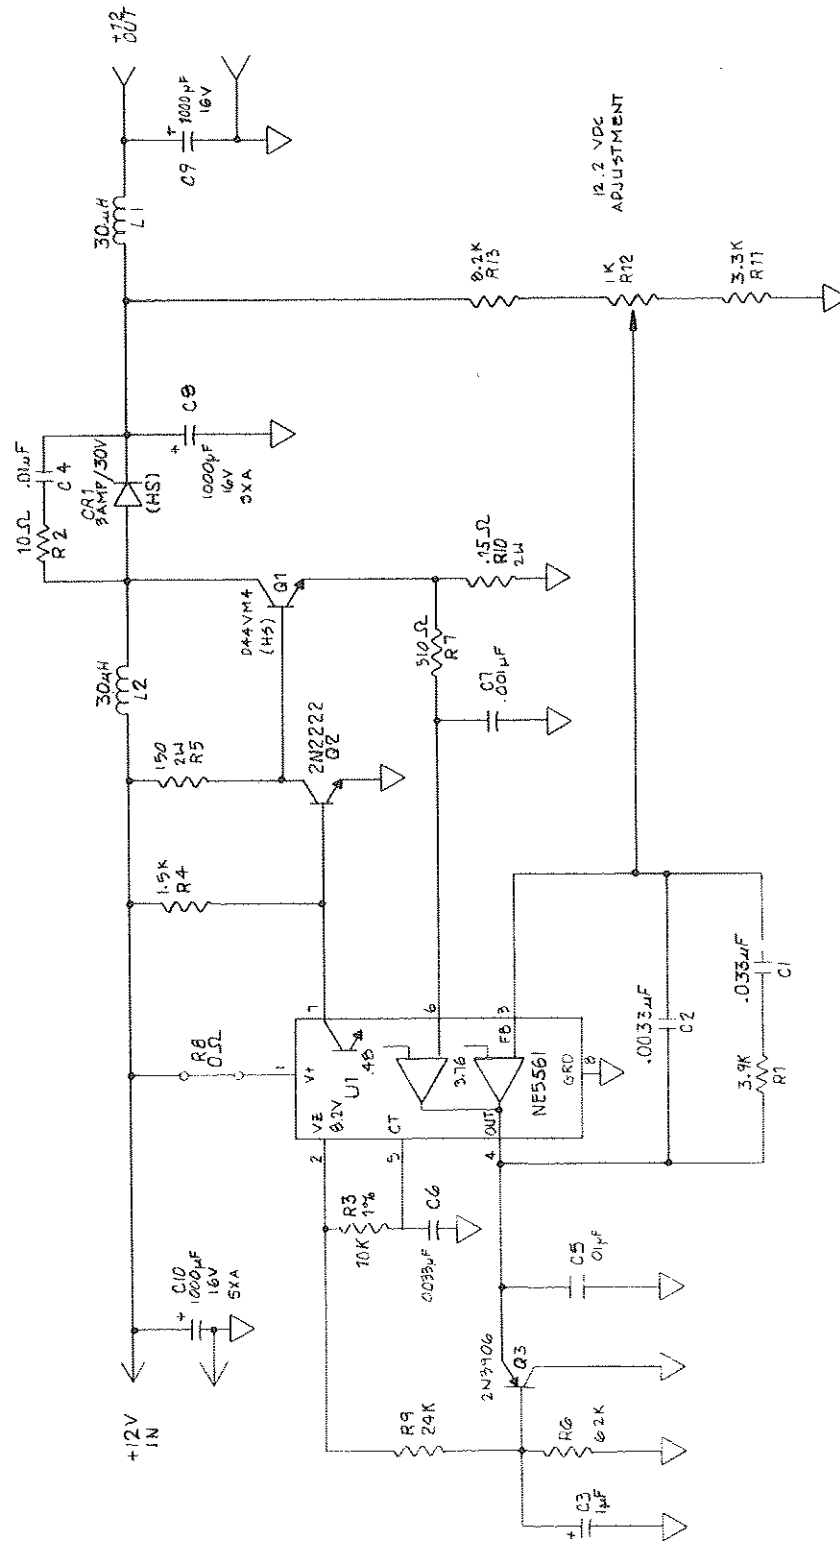 +12V
IN
+
C10
1000µF
16V
SXA
R8
0Ω
1.5K
R4
150
2W
R5
30µH
L2
10Ω
R2
.01µF
C4
CR1
3AMP/30V
(HS)
+
C8
1000µF
16V
SXA
30µH
L1
+
1000µF
16V
C9
+12
OUT
2N2222
Q2
D44VM4
(HS)
Q1
510Ω
R7
C7
.001µF
.15Ω
R10
2W
8.2K
R13
1K
R12
12.2 VDC
ADJUSTMENT
3.3K
R11
1
V+
2
VZ
8.2V
U1
7
.48
5
CT
6
3.76
4
OUT
FB
3
NE5561
GRD
8
R3
1%
10K
C6
.0033µF
R9
24K
2N3906
Q3
C5
.01µF
R6
62K
+
C3
1µF
.0033µF
C2
.033µF
C1
3.9K
R1